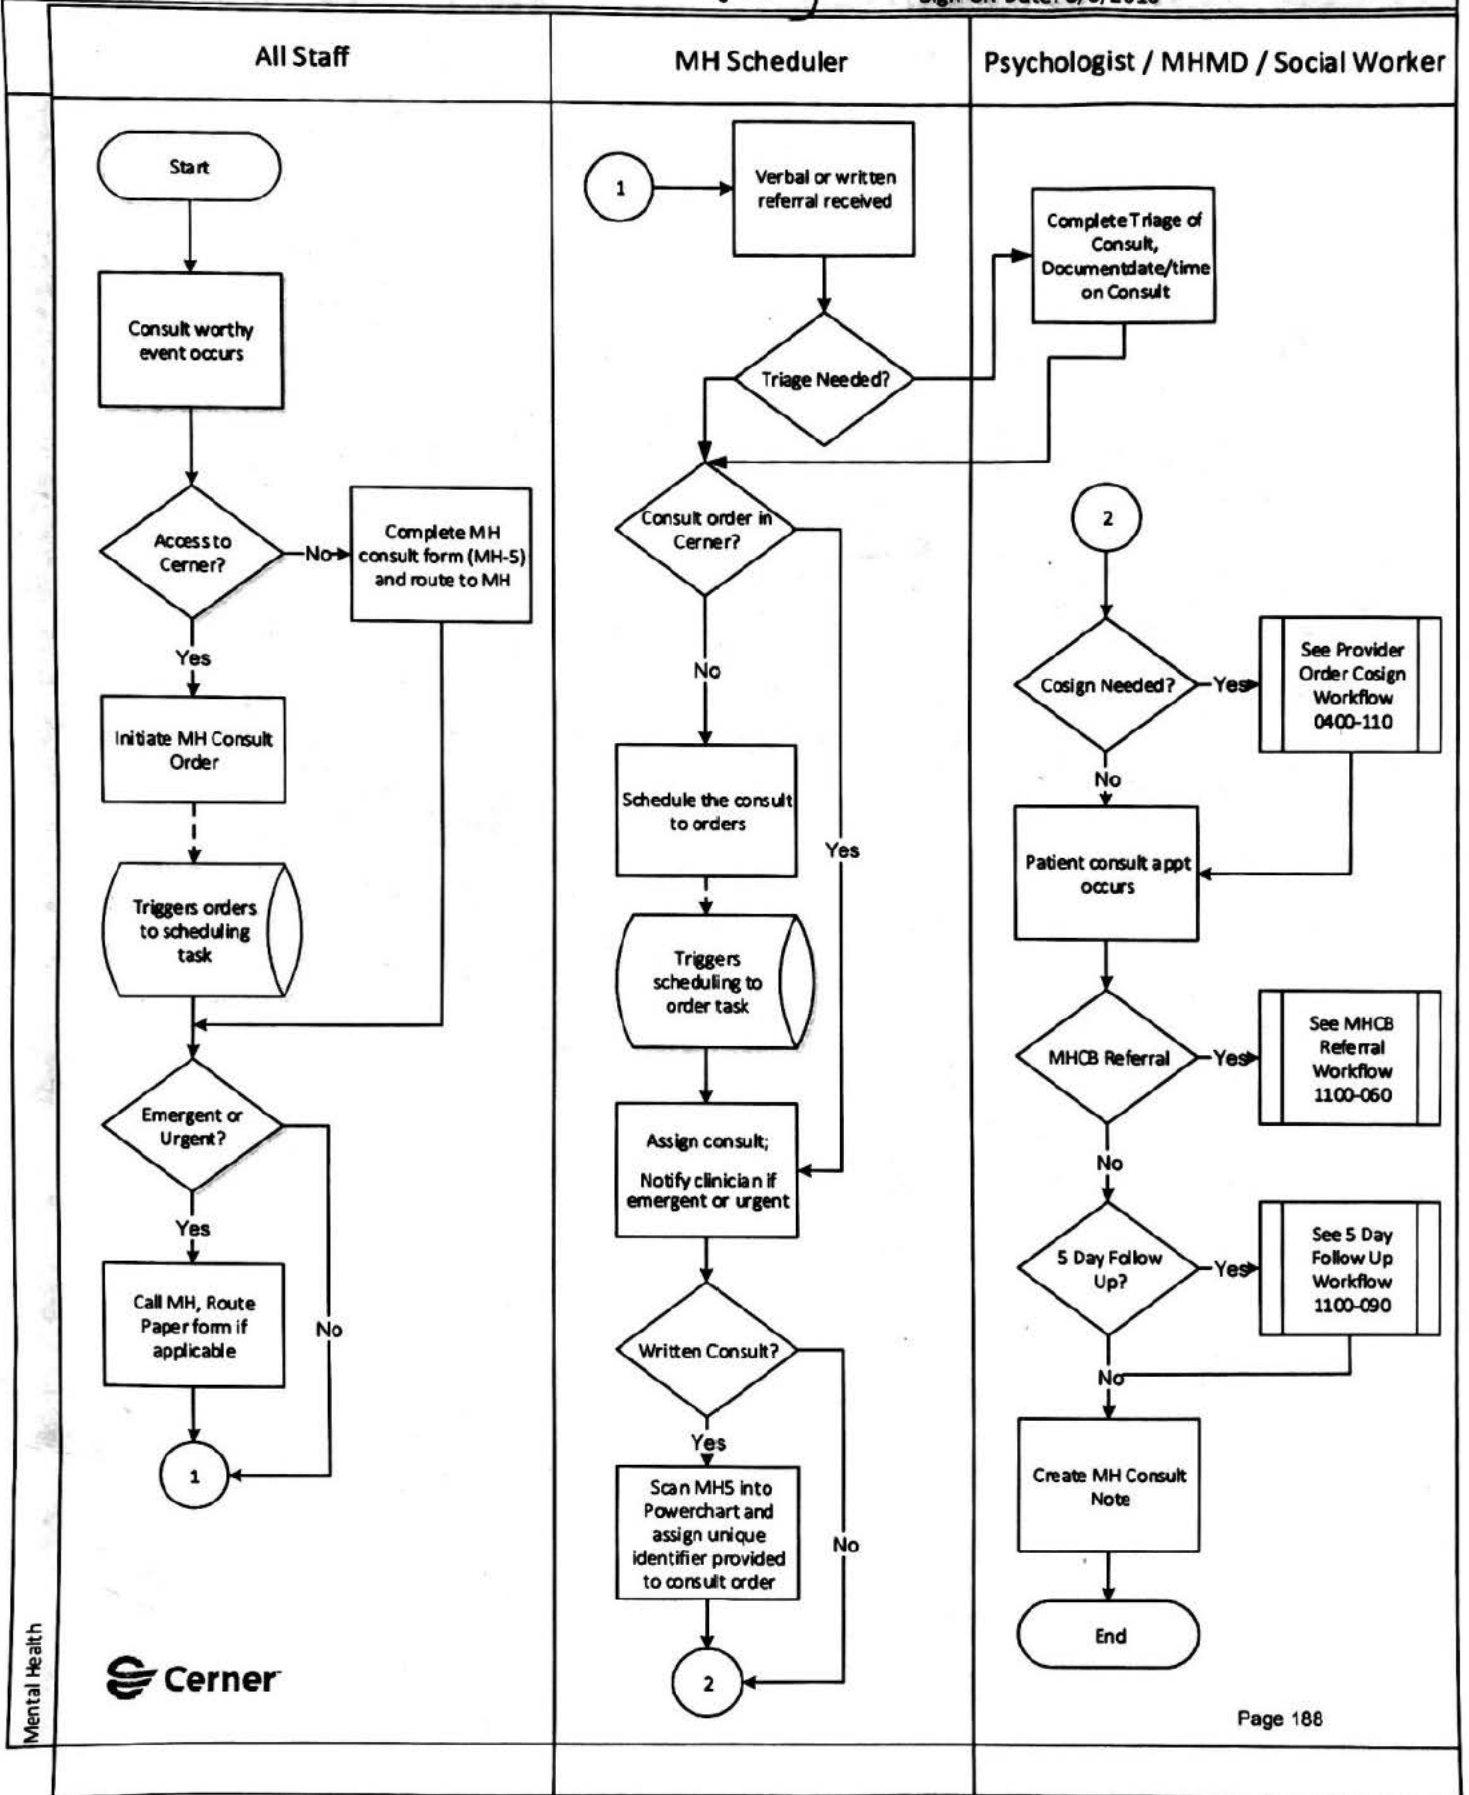 All Staff
MH Scheduler
Psychologist / MHMD / Social Worker
Start
Consult worthy
event occurs
Access to
Cerner?
No
Complete MH
consult form (MH-5)
and route to MH
Yes
Initiate MH Consult
Order
Triggers orders
to scheduling
task
Emergent or
Urgent?
Yes
No
Call MH, Route
Paper form if
applicable
1
Cerner
Mental Health
1
Verbal or written
referral received
Triage Needed?
Consult order in
Cerner?
No
Yes
Schedule the consult
to orders
Triggers
scheduling to
order task
Assign consult;
Notify clinician if
emergent or urgent
Written Consult?
Yes
No
Scan MH5 into
Powerchart and
assign unique
identifier provided
to consult order
2
Complete Triage of
Consult,
Document date/time
on Consult
2
Cosign Needed?
Yes
See Provider
Order Cosign
Workflow
0400-110
No
Patient consult appt
occurs
MHCB Referral
Yes
See MHCB
Referral
Workflow
1100-060
No
5 Day Follow
Up?
Yes
See 5 Day
Follow Up
Workflow
1100-090
No
Create MH Consult
Note
End
Page 188